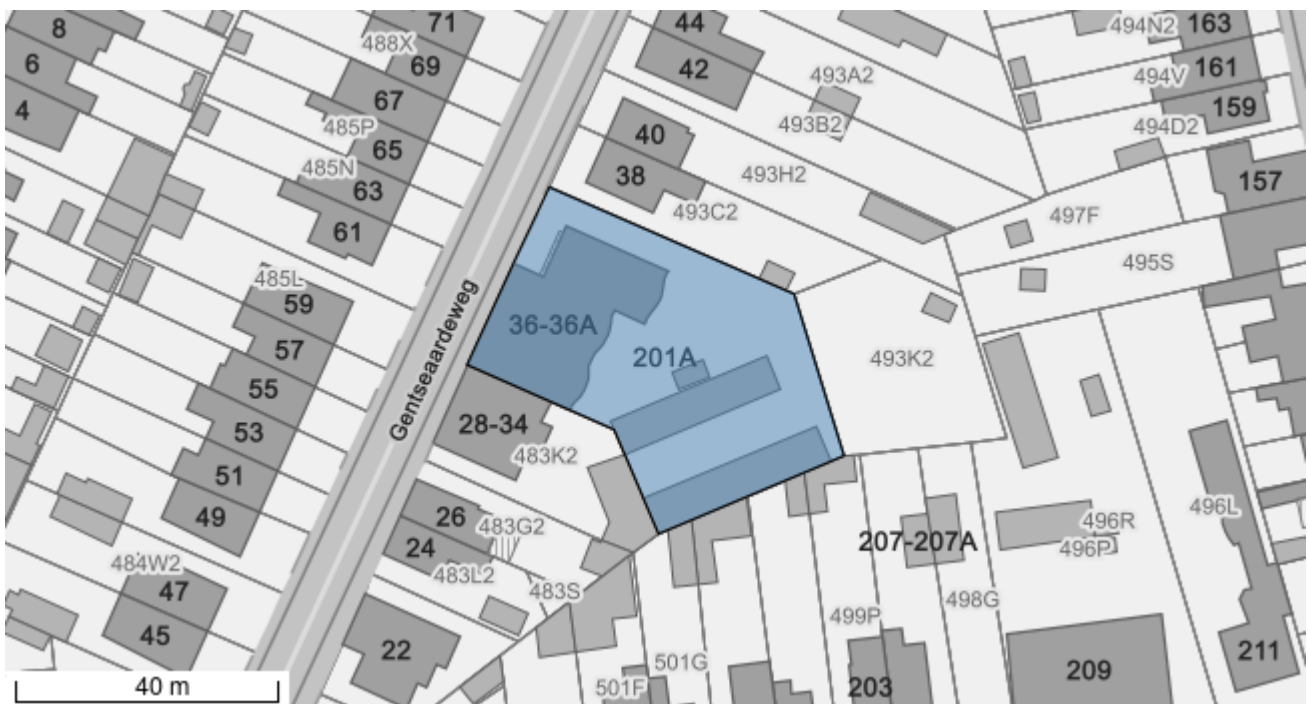 8
71
44
494N2
163
488X
6
69
42
493A2
494V
161
67
4
493B2
159
485P
40
494D2
65
485N
38
493H2
157
63
497F
493C2
61
495S
485L
59
36-36A
57
201A
493K2
55
Gentseaardeweg
53
28-34
51
483K2
49
26
483G2
496L
496R
24
207-207A
496P
484W2
483L2
483S
47
498G
499P
45
22
501G
211
209
40 m
501F
203